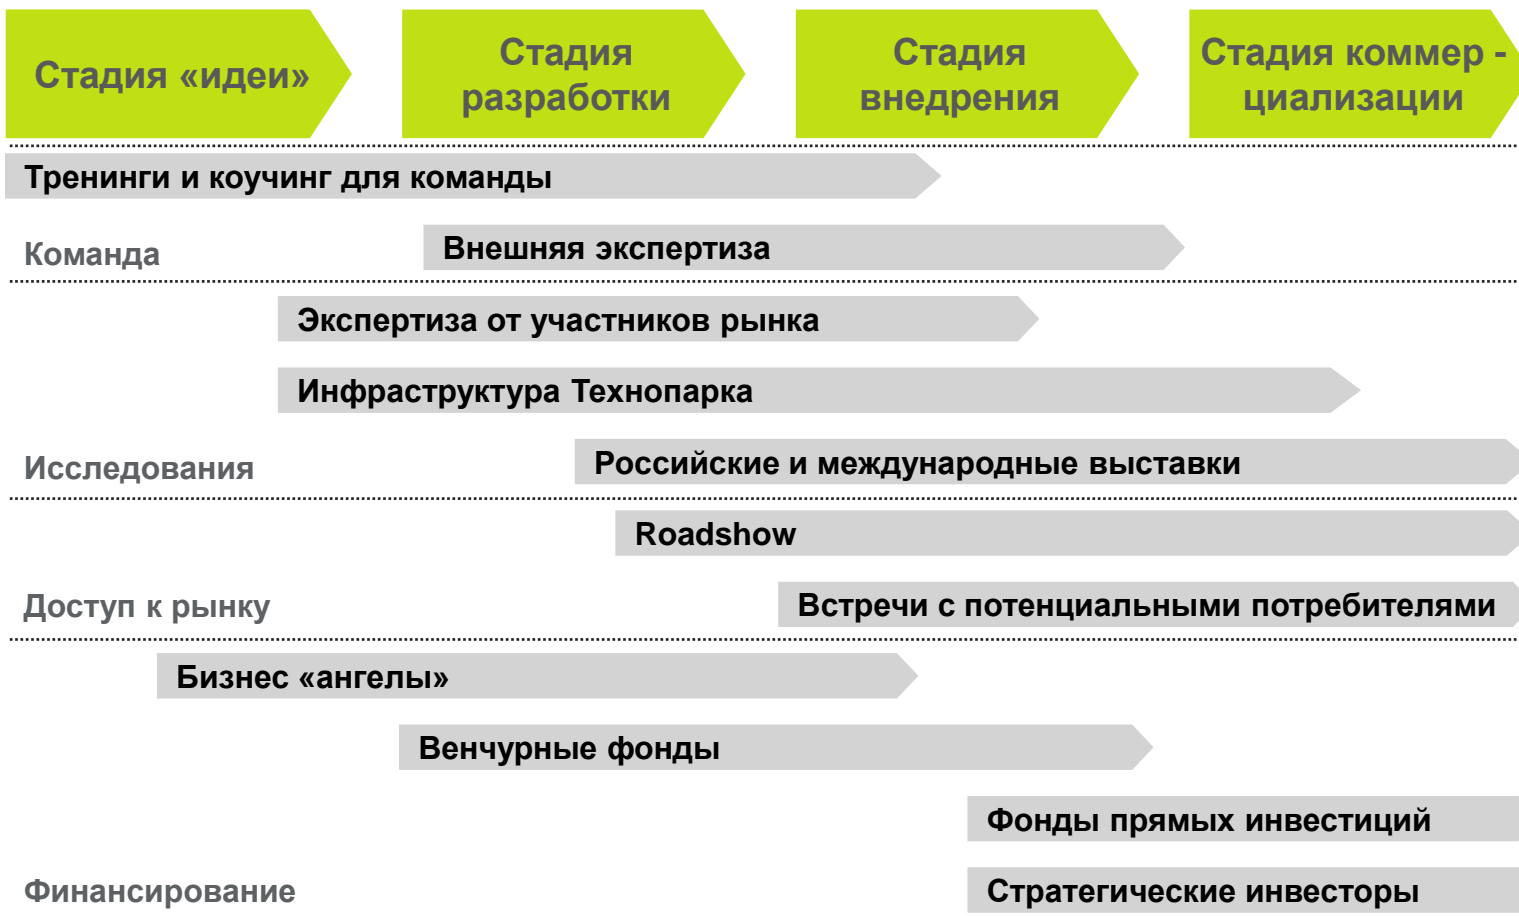 Стадия «идеи»
Стадия
разработки
Стадия
внедрения
Стадия коммер -
циализации
Тренинги и коучинг для команды
Команда
Внешняя экспертиза
Экспертиза от участников рынка
Инфраструктура Технопарка
Исследования
Российские и международные выставки
Roadshow
Доступ к рынку
Встречи с потенциальными потребителями
Бизнес «ангелы»
Венчурные фонды
Фонды прямых инвестиций
Финансирование
Стратегические инвесторы